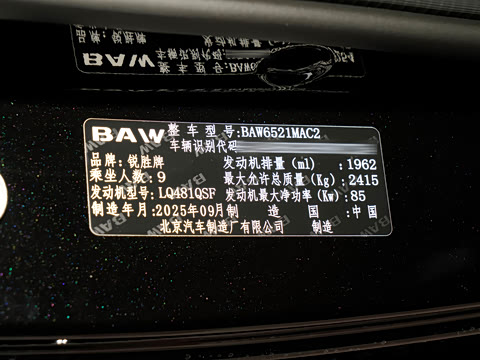 BAW 整车型号:BAW6521MAC2
车辆识别代码
品牌:锐胜牌 发动机排量(ml):1962
乘坐人数:9 最大允许总质量(Kg):2415
发动机型号:LQ481QSF 发动机最大净功率(Kw):85
制造年月:2025年09月 制造国:中国
北京汽车制造厂有限公司 制造